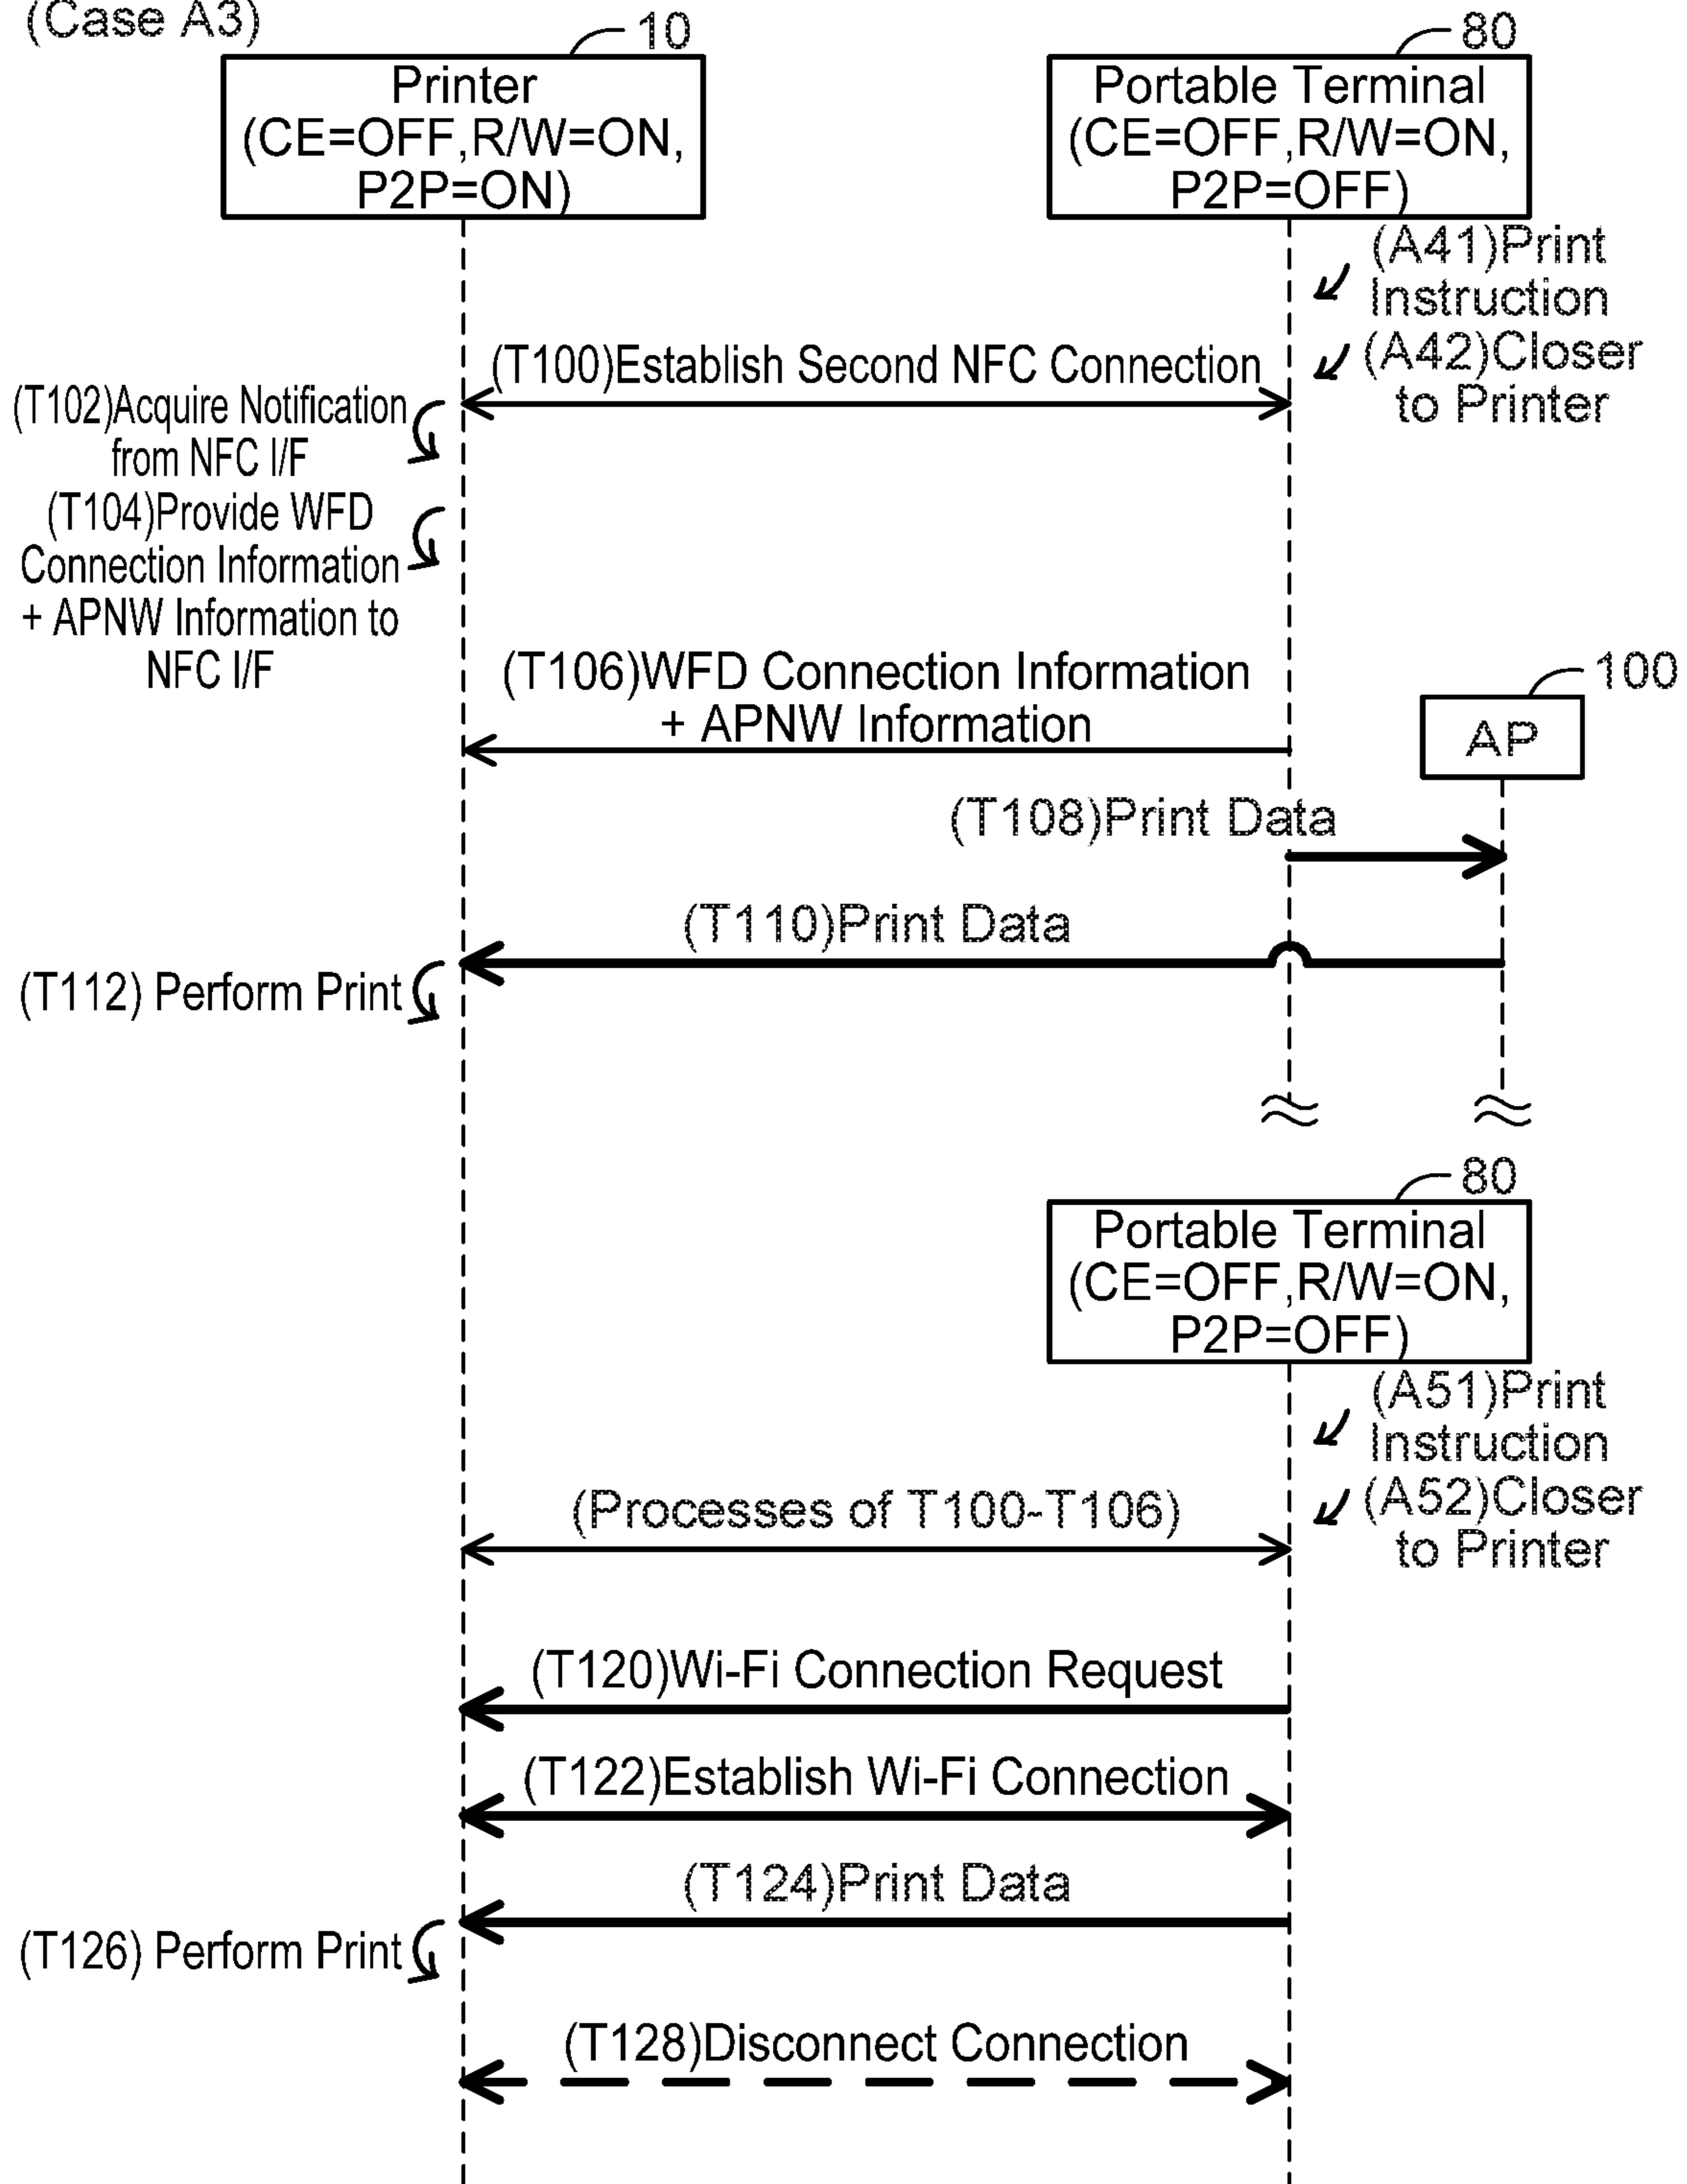 (Case A3)
10
80
Printer
(CE=OFF,R/W=ON,
P2P=ON)
Portable Terminal
(CE=OFF,R/W=ON,
P2P=OFF)
(A41)Print
Instruction
(T100)Establish Second NFC Connection
(A42)Closer
to Printer
(T102)Acquire Notification
from NFC I/F
(T104)Provide WFD
Connection Information
+ APNW Information to
NFC I/F
(T106)WFD Connection Information
+ APNW Information
100
AP
(T108)Print Data
(T110)Print Data
(T112) Perform Print
80
Portable Terminal
(CE=OFF,R/W=ON,
P2P=OFF)
(A51)Print
Instruction
(A52)Closer
to Printer
(Processes of T100-T106)
(T120)Wi-Fi Connection Request
(T122)Establish Wi-Fi Connection
(T124)Print Data
(T126) Perform Print
(T128)Disconnect Connection